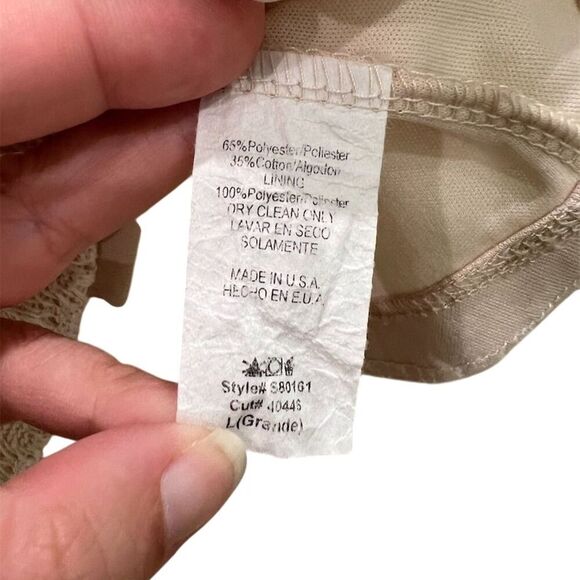 65%Polyester/Poliester
35%Cotton/Algodon
LINING
100%Polyester/Poliester
DRY CLEAN ONLY
LAVAR EN SECO
SOLAMENTE
MADE IN U.S.A.
HECHO EN E.U.A.
Style# S80161
Cut# 40446
L(Grande)